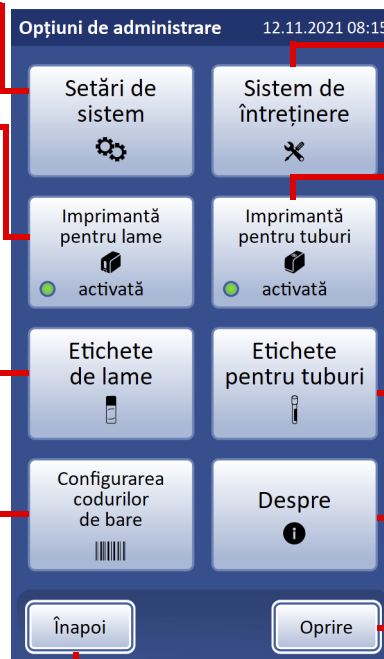 Opțiuni de administrare 12.11.2021 08:15
Setări de
sistem
Sistem de
întreținere
Imprimantă
pentru lame
activată
Imprimantă
pentru tuburi
activată
Etichete
de lame
Etichete
pentru tuburi
Configurarea
codurilor
de bare
Despre
Înapoi
Oprire